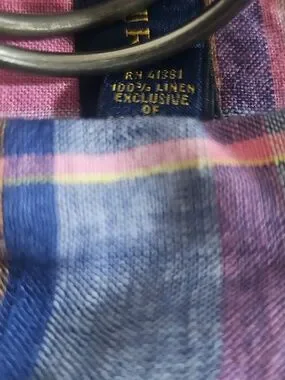 RN 41381
100% LINEN
EXCLUSIVE
OF